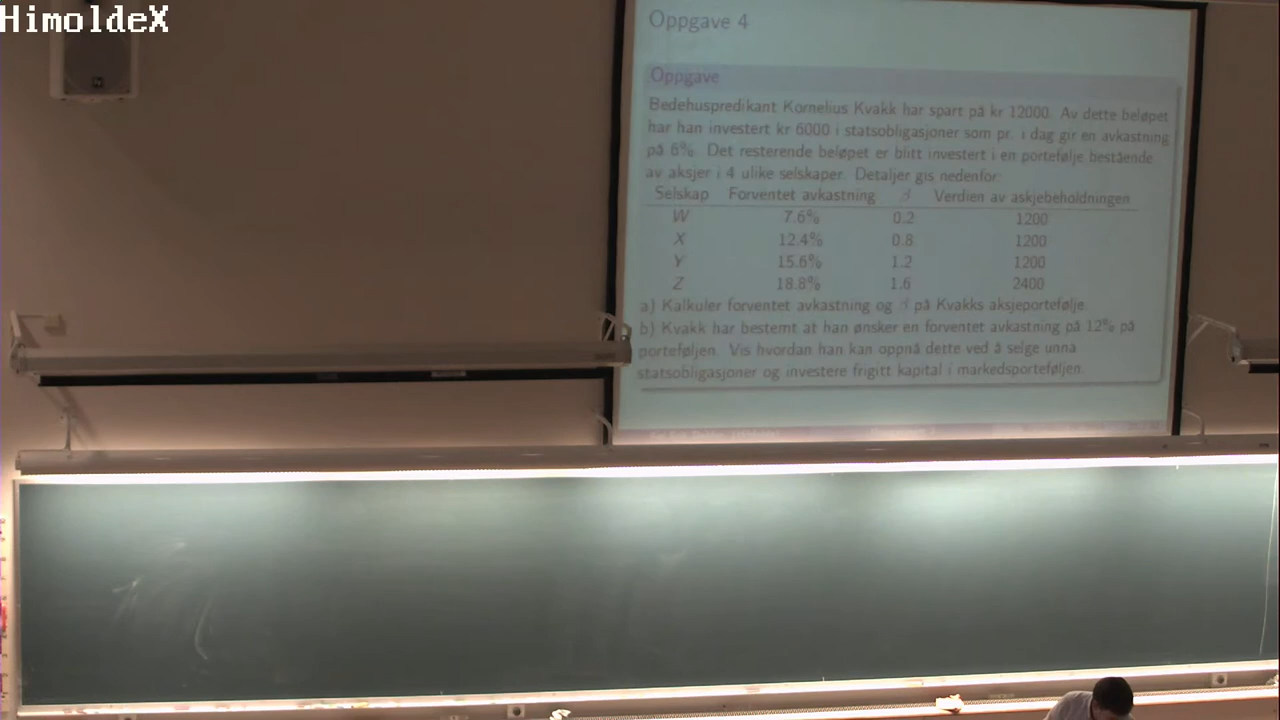 HimoldeX
Oppgave 4
Oppgave
Bedehuspredikant Kornelius Kvakk har spart på kr 12000. Av dette beløpet
har han investert kr 6000 i statsobligasjoner som pr. i dag gir en avkastning
på 6%. Det resterende beløpet er blitt investert i en portefølje bestående
av aksjer i 4 ulike selskaper. Detaljer gis nedenfor:
Selskap Forventet avkastning β Verdien av askjebeholdningen
W 7.6% 0.2 1200
X 12.4% 0.8 1200
Y 15.6% 1.2 1200
Z 18.8% 1.6 2400
a) Kalkuler forventet avkastning og β på Kvakks aksjeportefølje.
b) Kvakk har bestemt at han ønsker en forventet avkastning på 12% på
porteføljen. Vis hvordan han kan oppnå dette ved å selge unna
statsobligasjoner og investere frigitt kapital i markedsporteføljen.